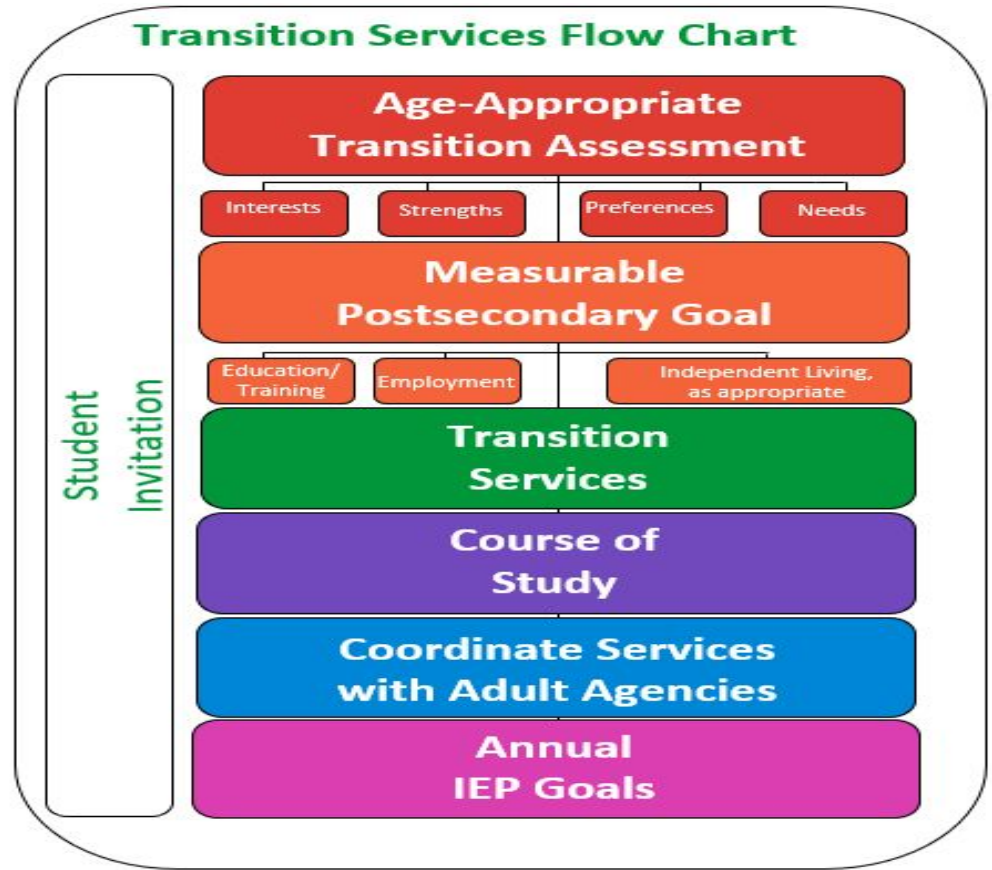 Transition Services Flow Chart
Student
Invitation
Age-Appropriate
Transition Assessment
Interests
Strengths
Preferences
Needs
Measurable
Postsecondary Goal
Education/
Training
Employment
Independent Living,
as appropriate
Transition
Services
Course of
Study
Coordinate Services
with Adult Agencies
Annual
IEP Goals